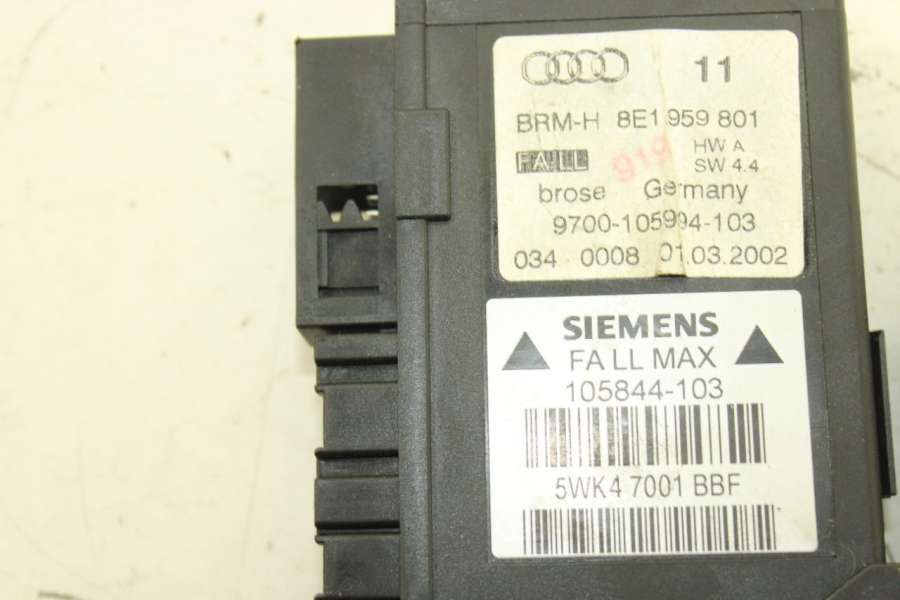 11
BRM-H 8E1 959 801
FA LL 919 HW A
SW 4.4
brose Germany
9700-105994-103
034 0008 01.03.2002
SIEMENS
FA LL MAX
105844-103
5WK4 7001 BBF